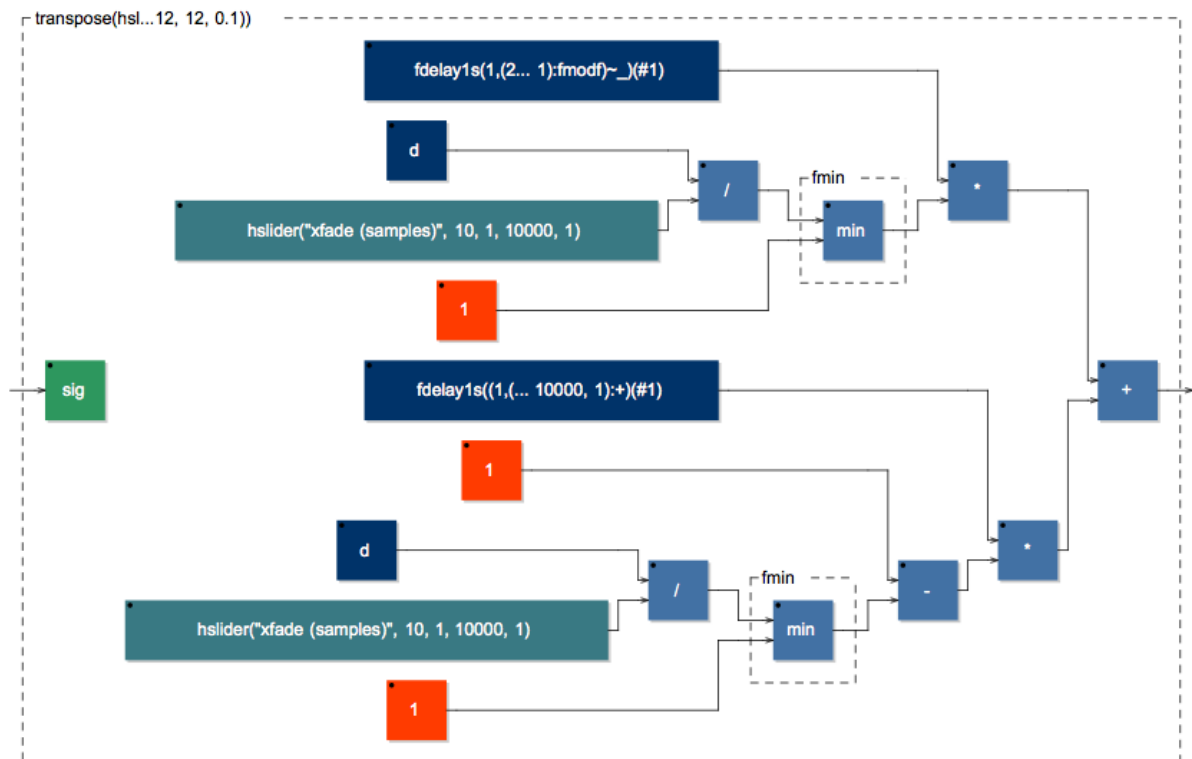 transpose(hsl...12, 12, 0.1))
fdelay1s(1,(2... 1):fmodf)~_)(#1)
d
/
fmin
*
hslider("xfade (samples)", 10, 1, 10000, 1)
min
1
sig
fdelay1s((1,(... 10000, 1):+)(#1)
+
1
d
*
/
fmin
-
hslider("xfade (samples)", 10, 1, 10000, 1)
min
1